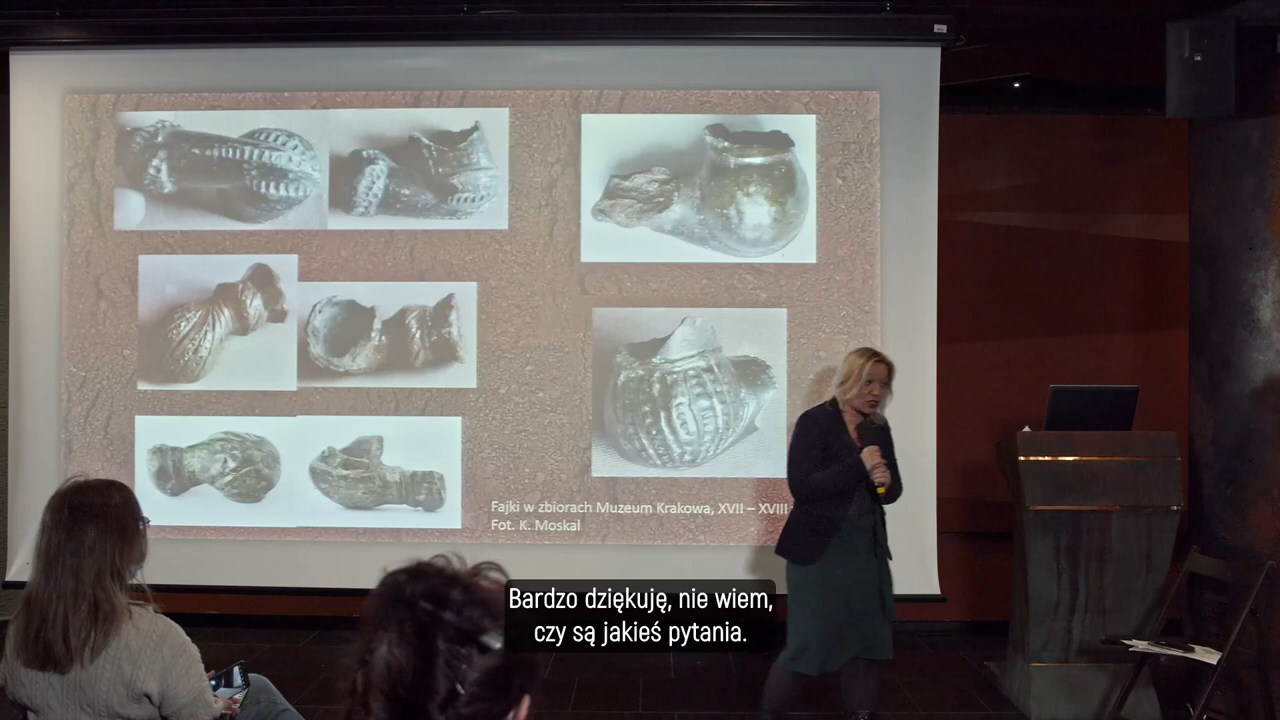 Fajki w zbiorach Muzeum Krakowa, XVII – XVIII
Fot. K. Moskal
Bardzo dziękuję, nie wiem,
czy są jakieś pytania.